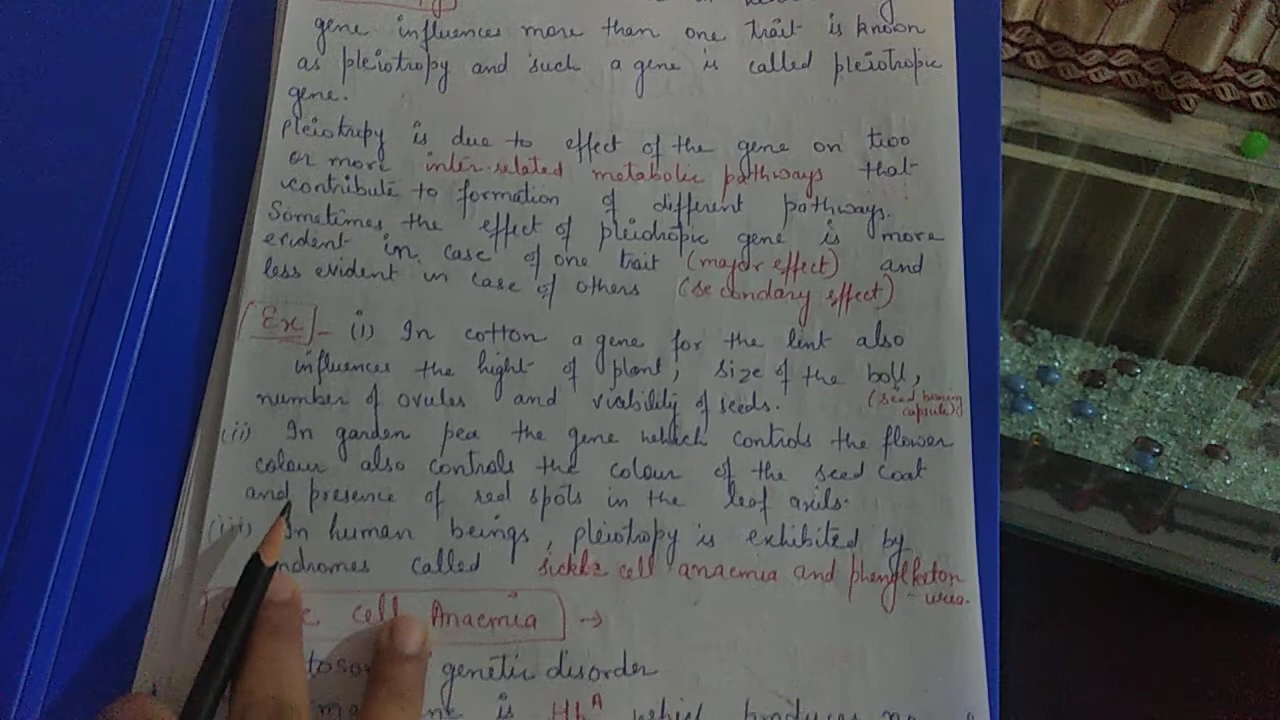 gene influences more than one trait is known
as pleiotropy and such a gene is called pleiotropic
gene.
pleiotropy is due to effect of the gene on two
or more inter-related metabolic pathways that
contribute to formation of different pathways.
Sometimes the effect of pleiotropic gene is more
evident in case of one trait (major effect) and
less evident in case of others (secondary effect)
Ex - (i) In cotton a gene for the lint also
influences the hight of plant, size of the boll,
(seed bearing
capsule)
number of ovules and viability of seeds.
(ii) In garden pea the gene which controls the flower
colour also controls the colour of the seed coat
and presence of red spots in the leaf axils.
(iii) In human beings, pleiotropy is exhibited by
ndromes called sickle cell anaemia and phenylketon
-urea.
cell Anaemia →
genetic disorder
is Hb^A which produces